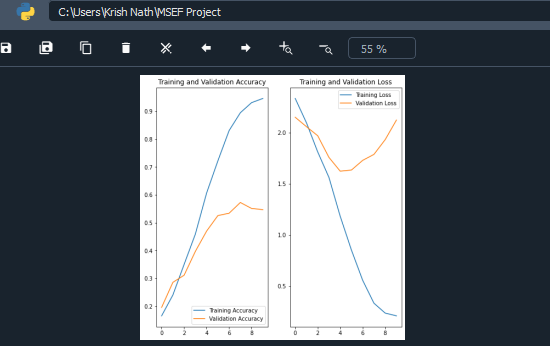 C:\Users\Krish Nath\MSEF Project
55 %
Training and Validation Accuracy
0.9
0.8
0.7
0.6
0.5
0.4
0.3
0.2
0 2 4 6 8
Training Accuracy
Validation Accuracy
Training and Validation Loss
Training Loss
Validation Loss
2.0
1.5
1.0
0.5
0 2 4 6 8